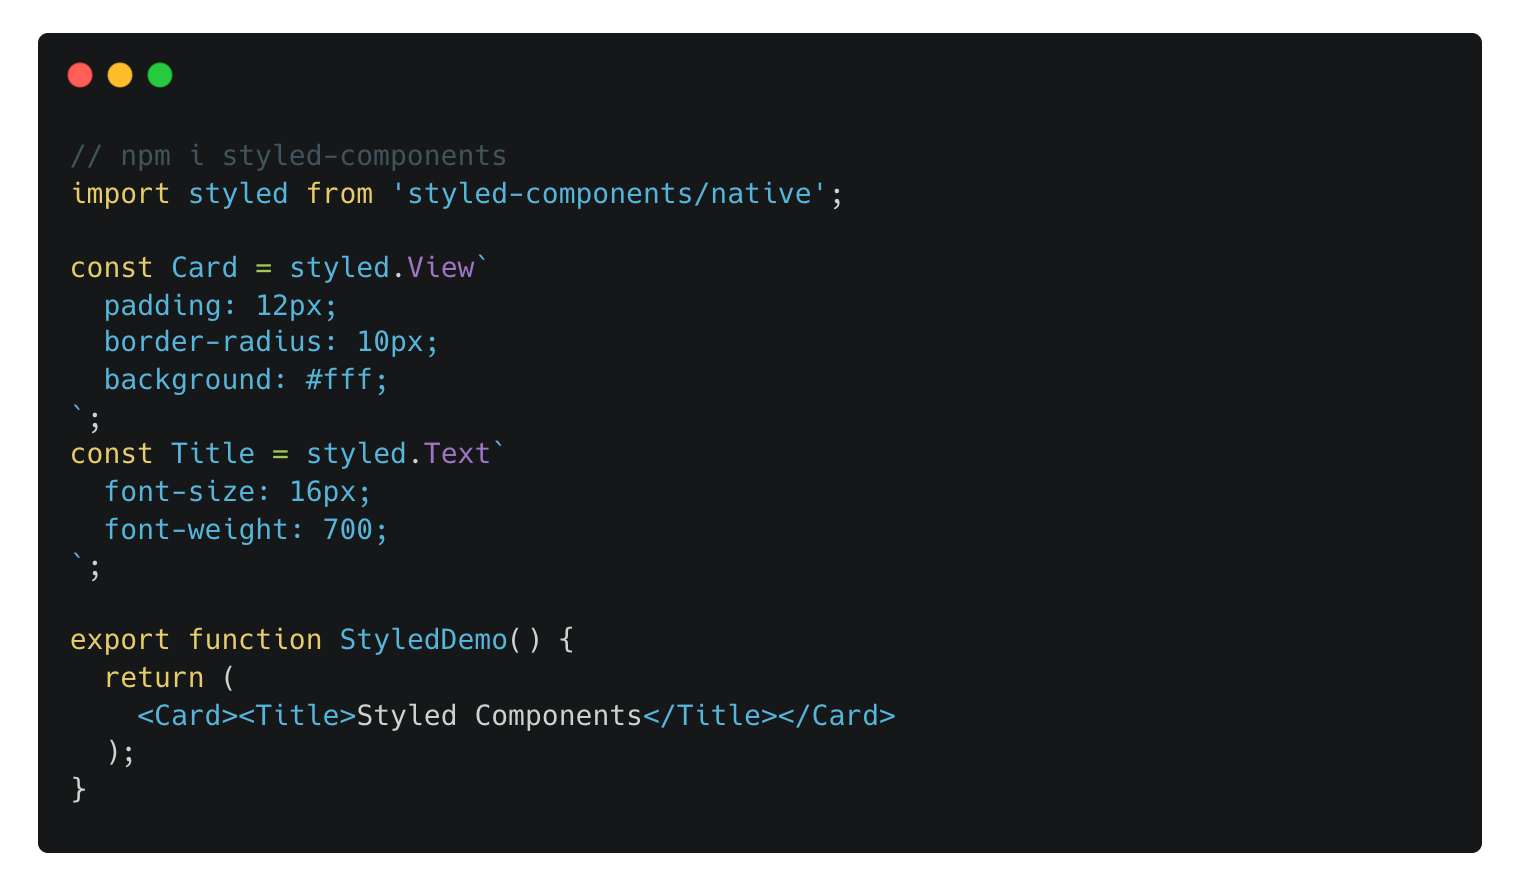 // npm i styled-components
import styled from 'styled-components/native';

const Card = styled.View`
  padding: 12px;
  border-radius: 10px;
  background: #fff;
`;
const Title = styled.Text`
  font-size: 16px;
  font-weight: 700;
`;

export function StyledDemo() {
  return (
    <Card><Title>Styled Components</Title></Card>
  );
}